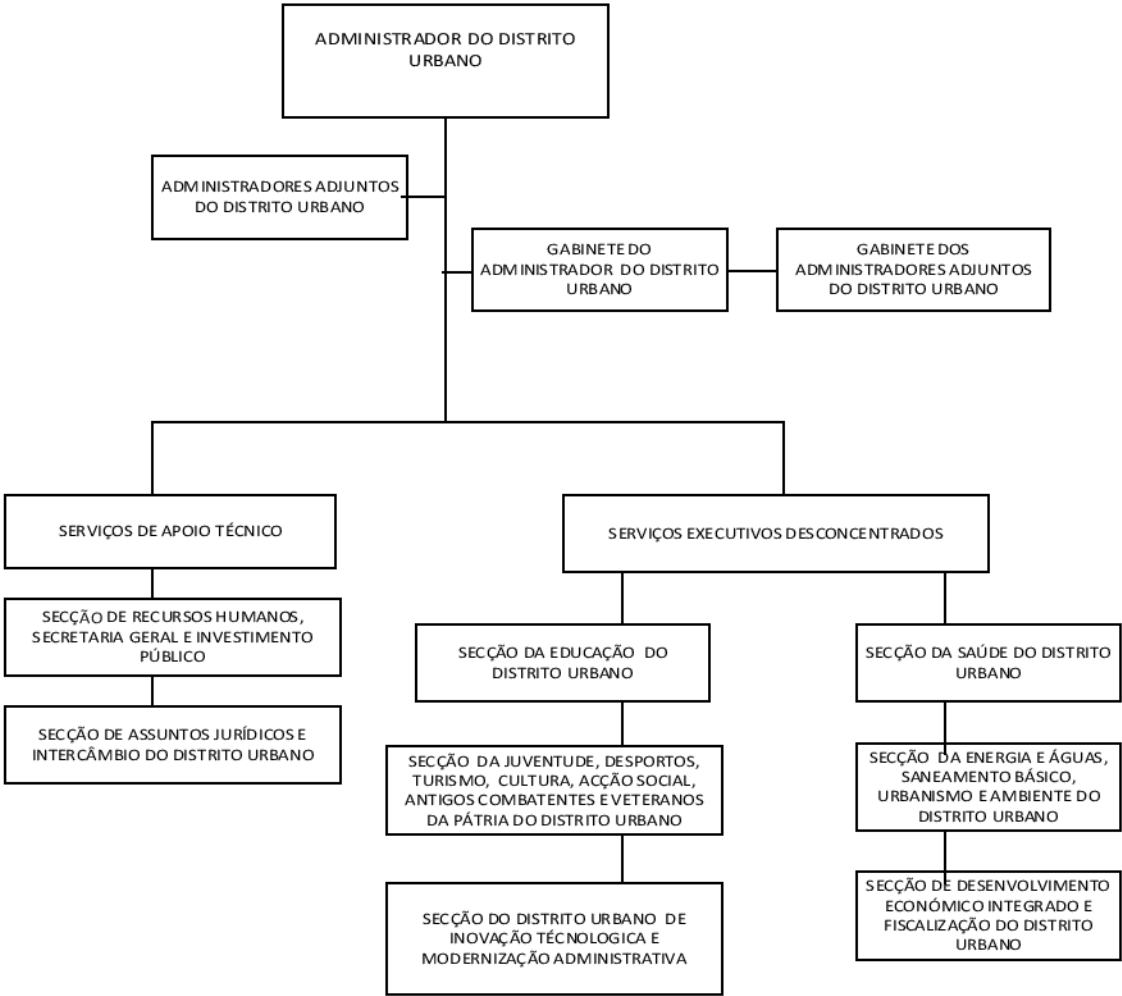 ADMINISTRADOR DO DISTRITO
URBANO
ADMINISTRADORES ADJUNTOS
DO DISTRITO URBANO
GABINETE DO
ADMINISTRADOR DO DISTRITO
URBANO
GABINETE DOS
ADMINISTRADORES ADJUNTOS
DO DISTRITO URBANO
SERVIÇOS DE APOIO TÉCNICO
SERVIÇOS EXECUTIVOS DESCONCENTRADOS
SECÇÃO DE RECURSOS HUMANOS,
SECRETARIA GERAL E INVESTIMENTO
PÚBLICO
SECÇÃO DE ASSUNTOS JURÍDICOS E
INTERCÂMBIO DO DISTRITO URBANO
SECÇÃO DA EDUCAÇÃO DO
DISTRITO URBANO
SECÇÃO DA JUVENTUDE, DESPORTOS,
TURISMO, CULTURA, ACÇÃO SOCIAL,
ANTIGOS COMBATENTES E VETERANOS
DA PÁTRIA DO DISTRITO URBANO
SECÇÃO DO DISTRITO URBANO DE
INOVAÇÃO TÉCNOLOGICA E
MODERNIZAÇÃO ADMINISTRATIVA
SECÇÃO DA SAÚDE DO DISTRITO
URBANO
SECÇÃO DA ENERGIA E ÁGUAS,
SANEAMENTO BÁSICO,
URBANISMO E AMBIENTE DO
DISTRITO URBANO
SECÇÃO DE DESENVOLVIMENTO
ECONÓMICO INTEGRADO E
FISCALIZAÇÃO DO DISTRITO
URBANO